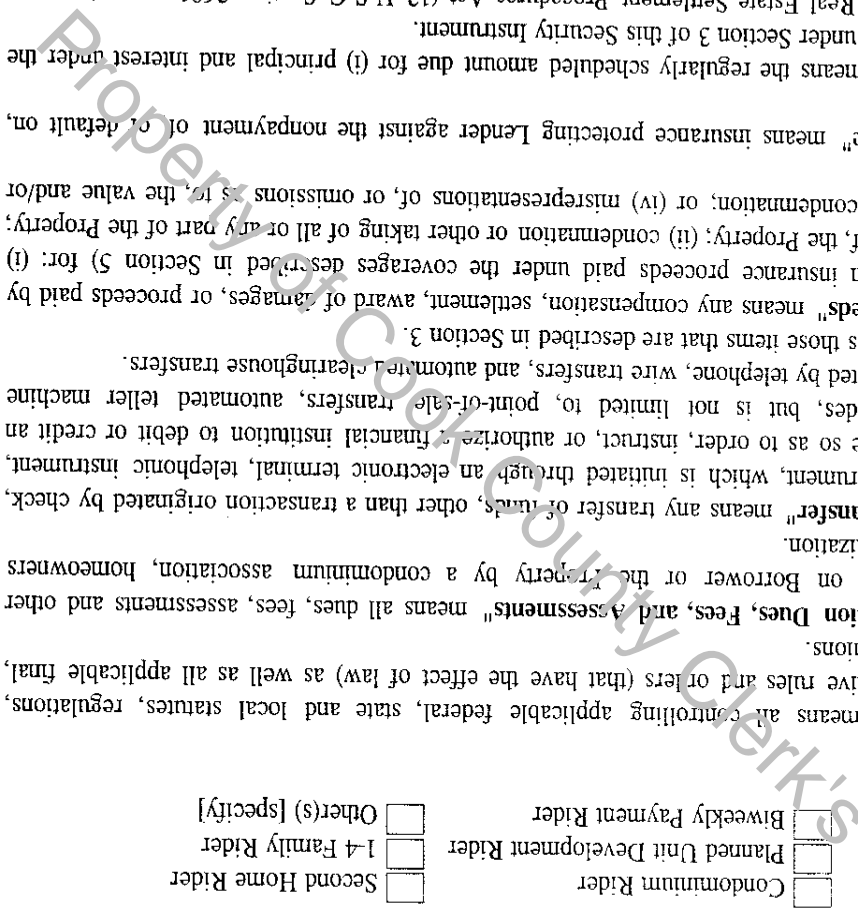 Condominium Rider Second Home Rider
Planned Unit Development Rider 1-4 Family Rider
Biweekly Payment Rider Other(s) [specify]
means all controlling applicable federal, state and local statutes, regulations,
ive rules and orders (that have the effect of law) as well as all applicable final,
ions.
ion Dues, Fees, and Assessments" means all dues, fees, assessments and other
on Borrower or the Property by a condominium association, homeowners
ization.
ansfer" means any transfer of funds, other than a transaction originated by check,
rument, which is initiated through an electronic terminal, telephonic instrument,
e so as to order, instruct, or authorize a financial institution to debit or credit an
des, but is not limited to, point-of-sale transfers, automated teller machine
ted by telephone, wire transfers, and automated clearinghouse transfers.
s those items that are described in Section 3.
eds" means any compensation, settlement, award of damages, or proceeds paid by
n insurance proceeds paid under the coverages described in Section 5) for: (i)
f, the Property; (ii) condemnation or other taking of all or any part of the Property;
condemnation; or (iv) misrepresentations of, or omissions as to, the value and/or
e" means insurance protecting Lender against the nonpayment of, or default on,
means the regularly scheduled amount due for (i) principal and interest under the
under Section 3 of this Security Instrument.
Real Estate Settlement Procedures Act (12 U.S.C. Section
Property of Cook County Clerk's